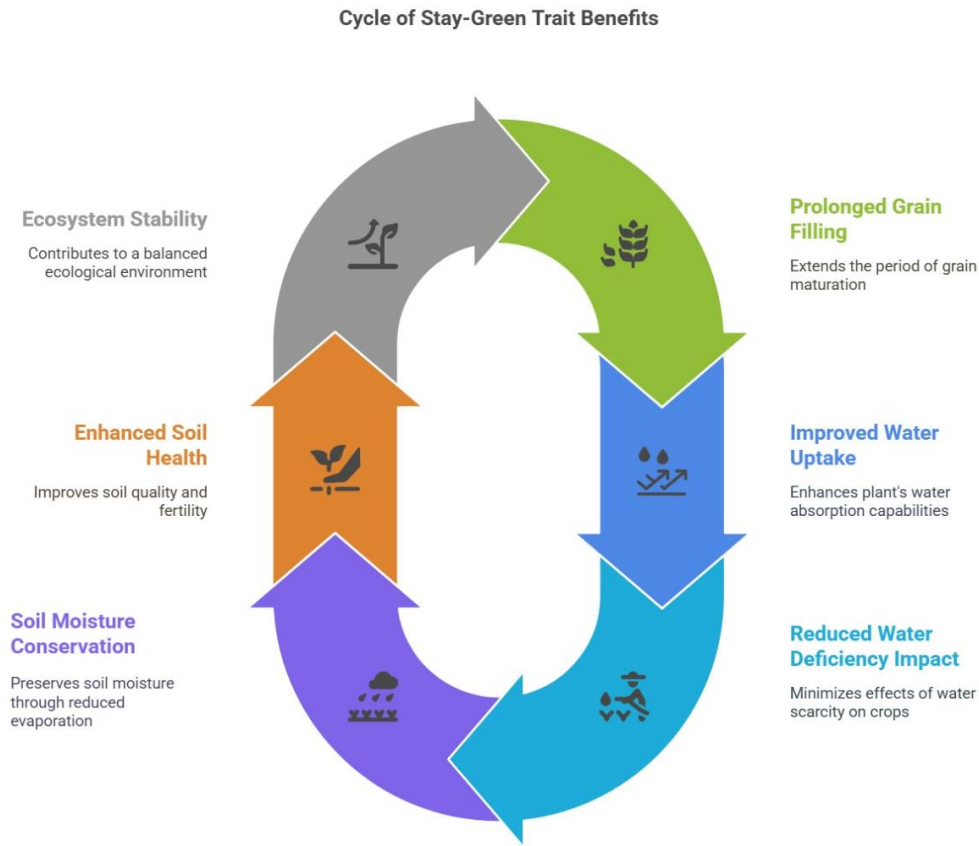 Cycle of Stay-Green Trait Benefits
Prolonged Grain
Filling
Extends the period of grain
maturation
Improved Water
Uptake
Enhances plant's water
absorption capabilities
Reduced Water
Deficiency Impact
Minimizes effects of water
scarcity on crops
Soil Moisture
Conservation
Preserves soil moisture
through reduced
evaporation
Enhanced Soil
Health
Improves soil quality and
fertility
Ecosystem Stability
Contributes to a balanced
ecological environment